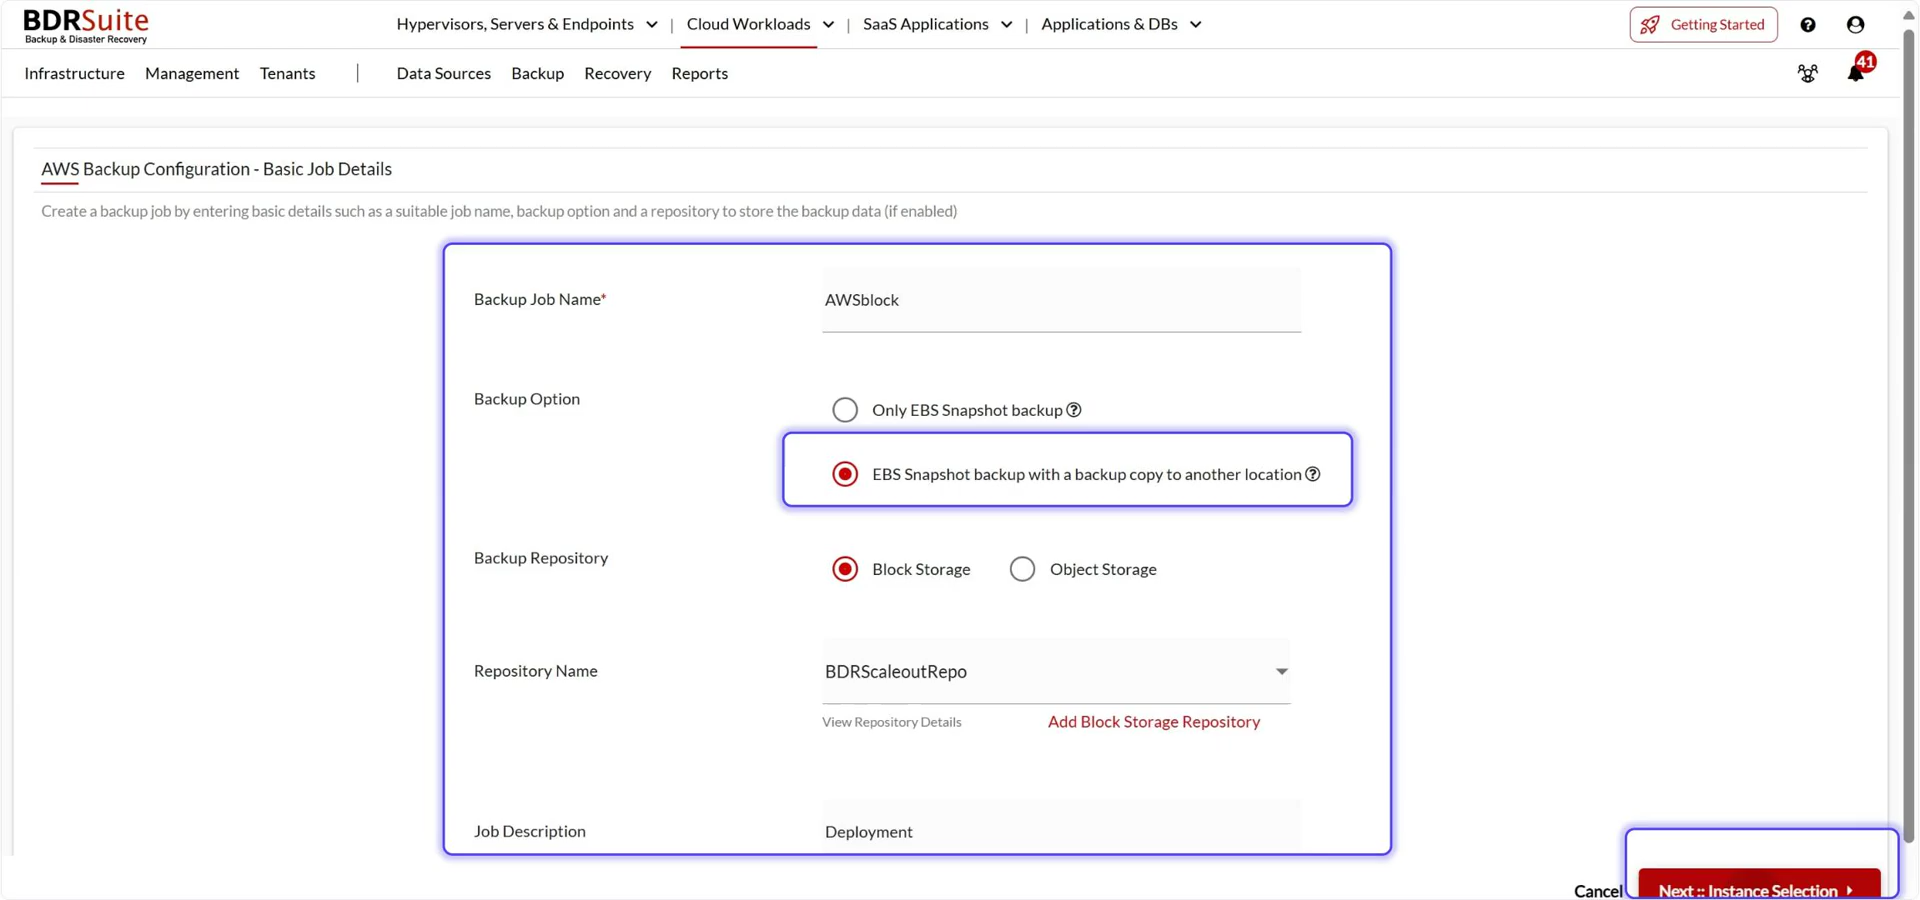 BDRSuite
Backup & Disaster Recovery
Hypervisors, Servers & Endpoints | Cloud Workloads | SaaS Applications | Applications & DBs
Getting Started
Infrastructure Management Tenants | Data Sources Backup Recovery Reports
41
AWS Backup Configuration - Basic Job Details
Create a backup job by entering basic details such as a suitable job name, backup option and a repository to store the backup data (if enabled)
Backup Job Name* AWSblock
Backup Option
Only EBS Snapshot backup
EBS Snapshot backup with a backup copy to another location
Backup Repository
Block Storage Object Storage
Repository Name BDRScaleoutRepo
View Repository Details Add Block Storage Repository
Job Description Deployment
Cancel Next :: Instance Selection